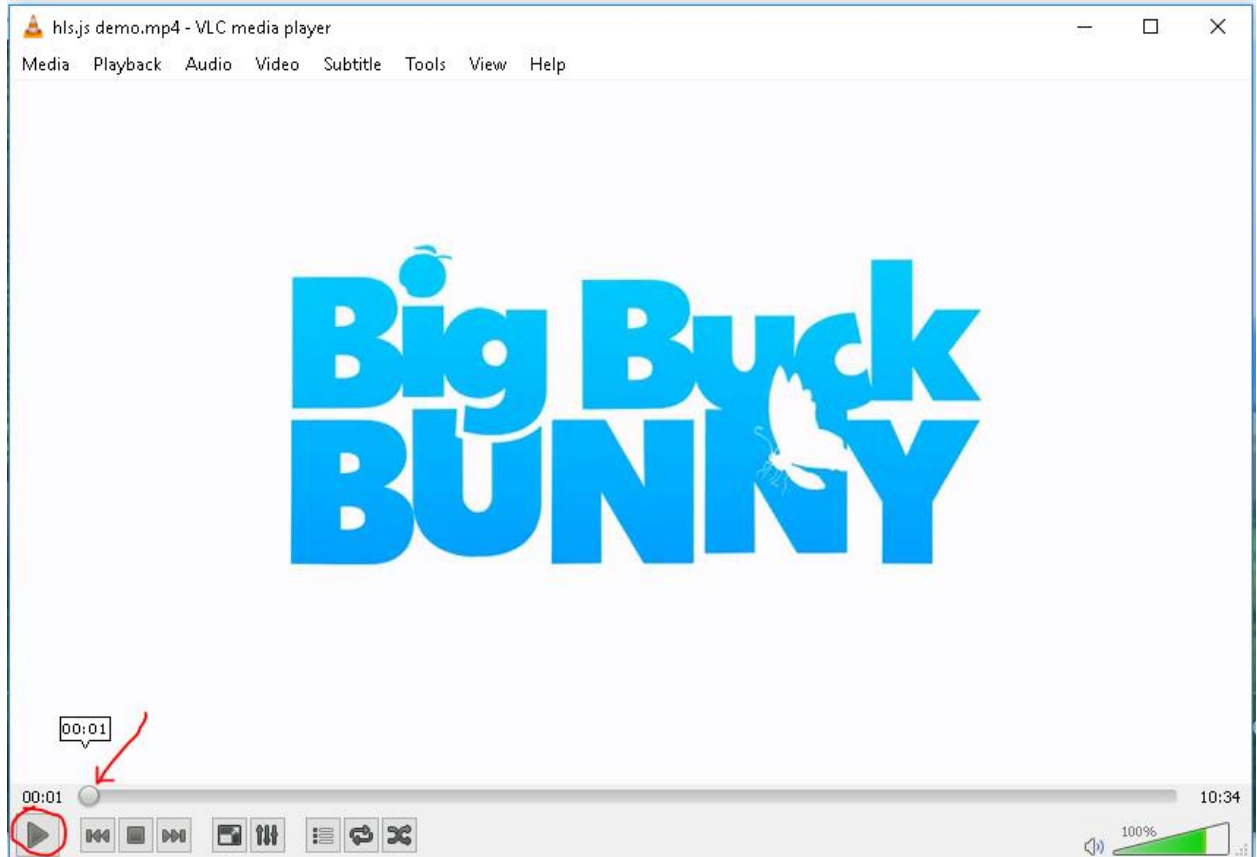 hls.js demo.mp4 - VLC media player
Media Playback Audio Video Subtitle Tools View Help
Big Buck
BUNNY
00:01
00:01 10:34
100%